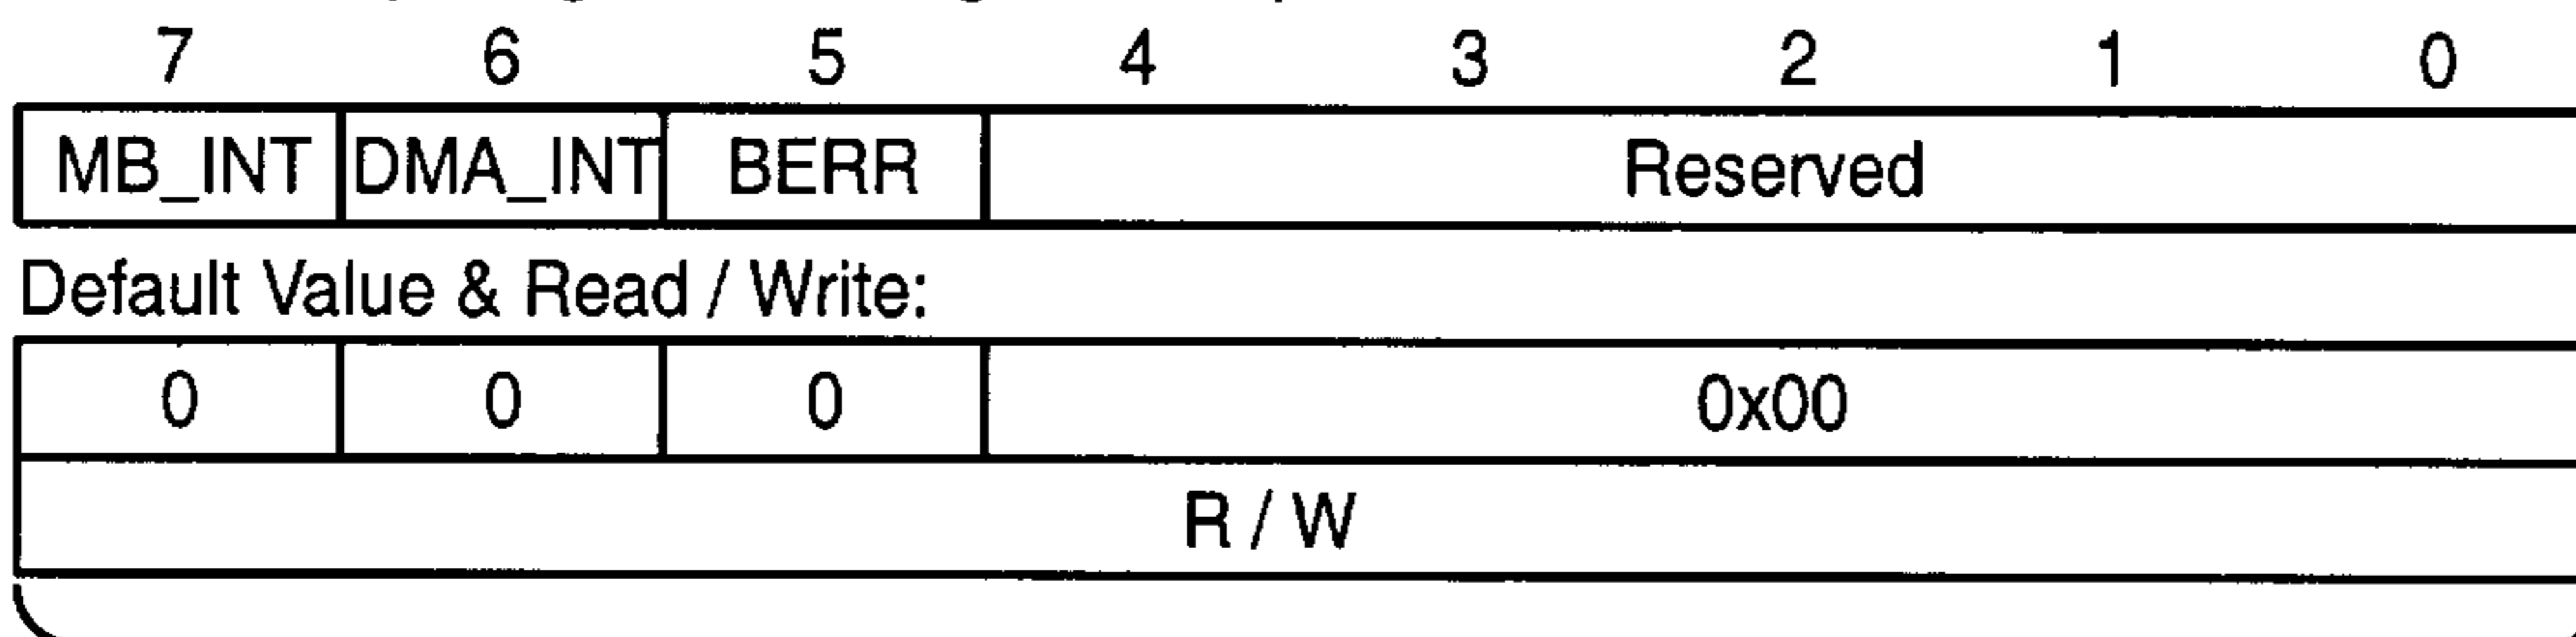 7 6 5 4 3 2 1 0
MB_INT DMA_INT BERR Reserved
Default Value & Read / Write:
0 0 0 0x00
R / W